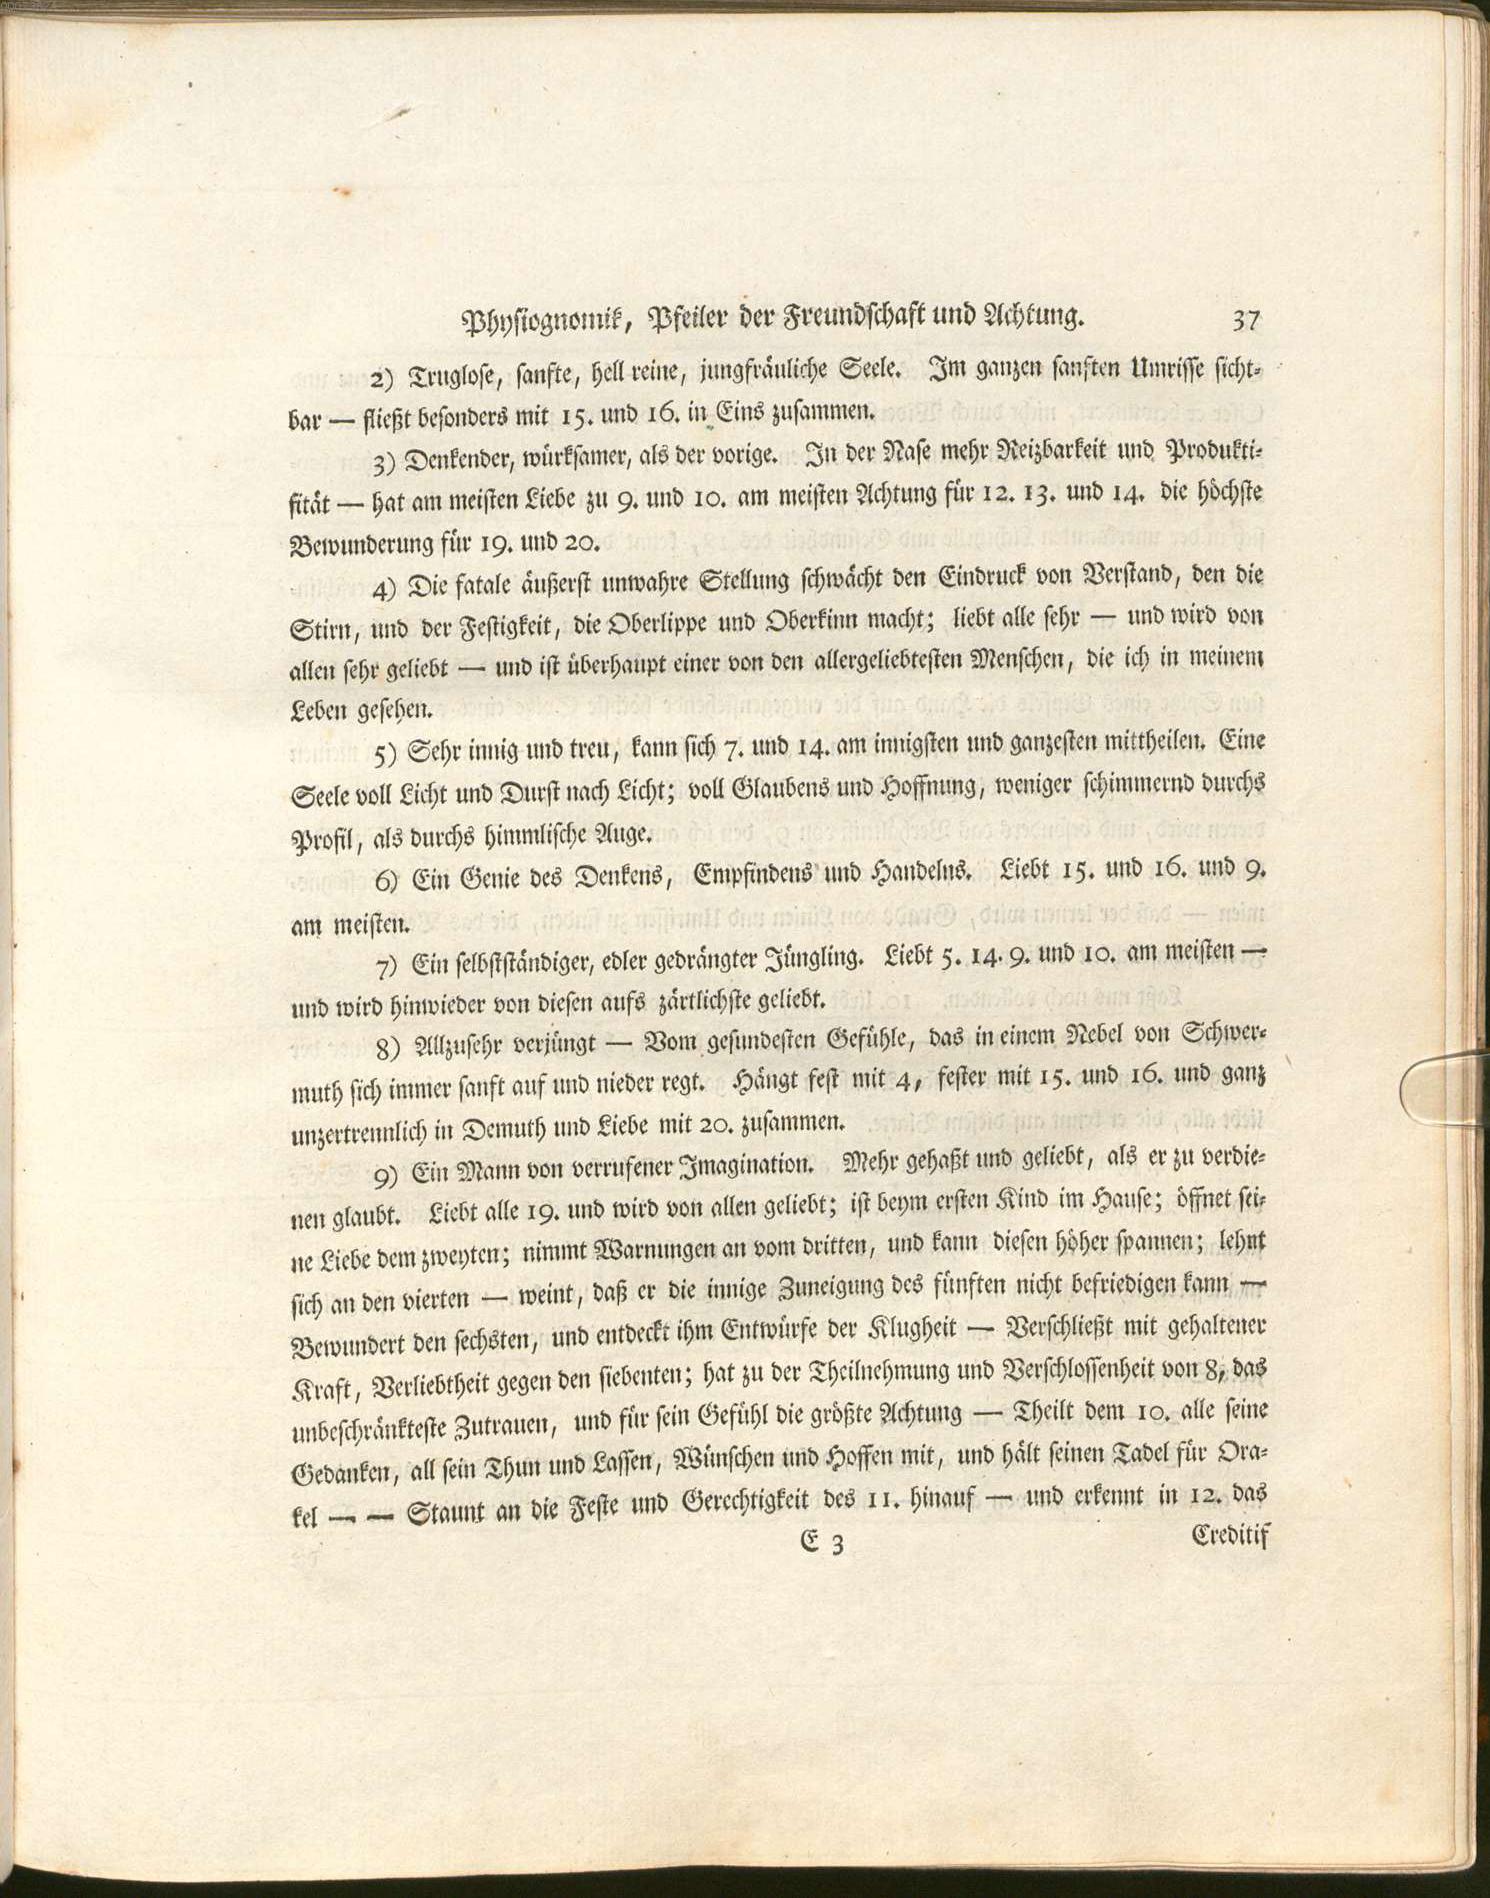 Physiognomik, Pfeiler der Freundschaft und Achtung. 37
2) Truglose, sanfte, hell reine, jungfräuliche Seele. Im ganzen sanften Umrisse sicht-
bar — fließt besonders mit 15. und 16. in Eins zusammen.
3) Denkender, würksamer, als der vorige. In der Nase mehr Reizbarkeit und Produkti-
fität — hat am meisten Liebe zu 9. und 10. am meisten Achtung für 12. 13. und 14. die höchste
Bewunderung für 19. und 20.
4) Die fatale äußerst unwahre Stellung schwächt den Eindruck von Verstand, den die
Stirn, und der Festigkeit, die Oberlippe und Oberkinn macht; liebt alle sehr — und wird von
allen sehr geliebt — und ist überhaupt einer von den allergeliebtesten Menschen, die ich in meinem
Leben gesehen.
5) Sehr innig und treu, kann sich 7. und 14. am innigsten und ganzesten mittheilen. Eine
Seele voll Licht und Durst nach Licht; voll Glaubens und Hoffnung, weniger schimmernd durchs
Profil, als durchs himmlische Auge.
6) Ein Genie des Denkens, Empfindens und Handelns. Liebt 15. und 16. und 9.
am meisten.
7) Ein selbstständiger, edler gedrängter Jüngling. Liebt 5. 14. 9. und 10. am meisten —
und wird hinwieder von diesen aufs zärtlichste geliebt.
8) Allzusehr verjüngt — Vom gesundesten Gefühle, das in einem Nebel von Schwer-
muth sich immer sanft auf und nieder regt. Hängt fest mit 4, fester mit 15. und 16. und ganz
unzertrennlich in Demuth und Liebe mit 20. zusammen.
9) Ein Mann von verrufener Imagination. Mehr gehaßt und geliebt, als er zu verdie-
nen glaubt. Liebt alle 19. und wird von allen geliebt; ist beym ersten Kind im Hause; öffnet sei-
ne Liebe dem zweyten; nimmt Warnungen an vom dritten, und kann diesen höher spannen; lehnt
sich an den vierten — weint, daß er die innige Zuneigung des fünften nicht befriedigen kann —
Bewundert den sechsten, und entdeckt ihm Entwürfe der Klugheit — Verschließt mit gehaltener
Kraft, Verliebtheit gegen den siebenten; hat zu der Theilnehmung und Verschlossenheit von 8, das
unbeschränkteste Zutrauen, und für sein Gefühl die größte Achtung — Theilt dem 10. alle seine
Gedanken, all sein Thun und Lassen, Wünschen und Hoffen mit, und hält seinen Tadel für Ora-
kel — — Staunt an die Feste und Gerechtigkeit des 11. hinauf — und erkennt in 12. das
E 3 Creditif